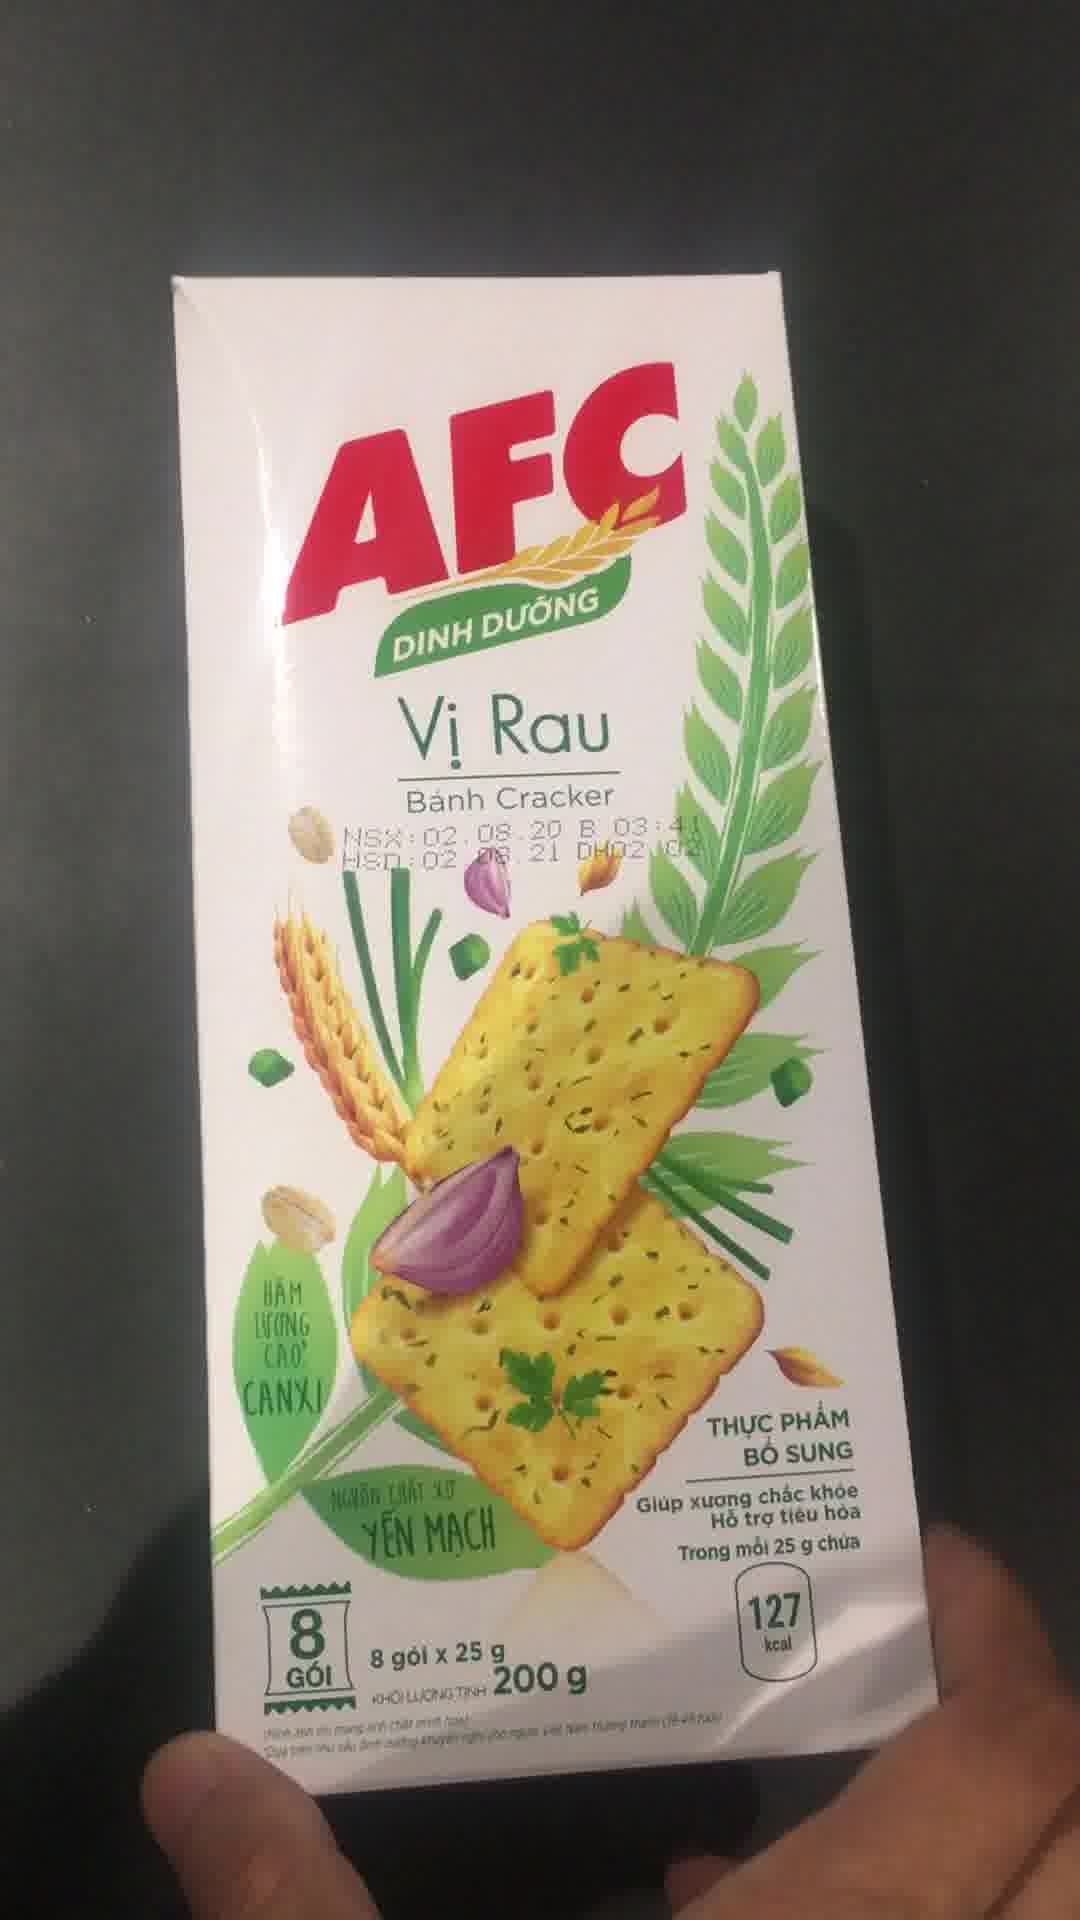 AFC
DINH DƯỠNG
Vị Rau
Bánh Cracker
NSX:02.08.20 B 03:41
HSD:02.08.21 DH02 02
HÀM
LƯỢNG
CAO*
CANXI
NGUỒN CHẤT XƠ
YẾN MẠCH
THỰC PHẨM
BỔ SUNG
Giúp xương chắc khỏe
Hỗ trợ tiêu hóa
Trong mỗi 25 g chứa
127
kcal
8
GÓI
8 gói x 25 g
KHỐI LƯỢNG TỊNH 200 g